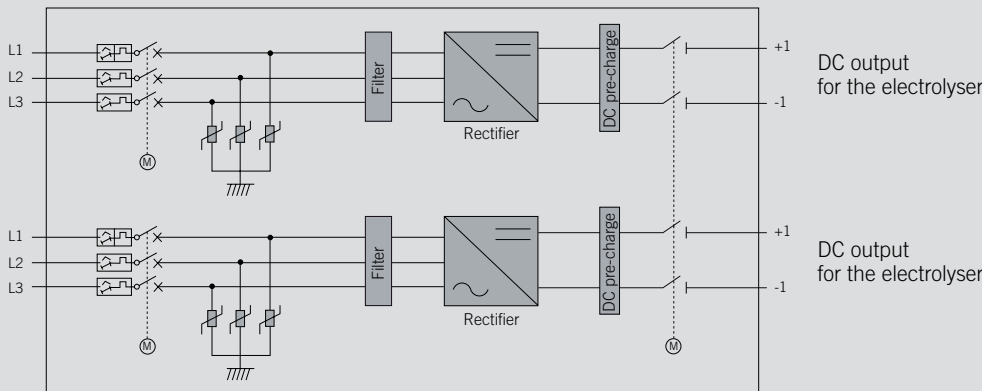 L1
L2
L3
M
Filter
Rectifier
DC pre-charge
+1
-1
DC output
for the electrolyser
L1
L2
L3
M
Filter
Rectifier
DC pre-charge
M
+1
-1
DC output
for the electrolyser